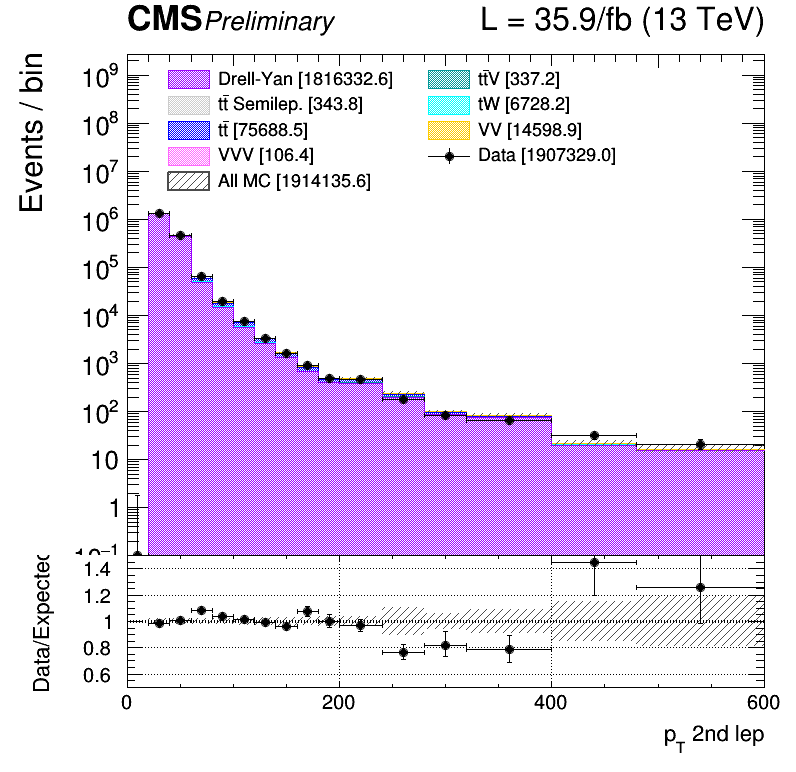 CMS Preliminary L = 35.9/fb (13 TeV)
Events / bin
Drell-Yan [1816332.6]
tt̄ Semilep. [343.8]
tt̄ [75688.5]
VVV [106.4]
All MC [1914135.6]
tt̄V [337.2]
tW [6728.2]
VV [14598.9]
Data [1907329.0]
10⁹
10⁸
10⁷
10⁶
10⁵
10⁴
10³
10²
10
1
10⁻¹
Data/Expected
1.4
1.2
1
0.8
0.6
0 200 400 600
p_T 2nd lep